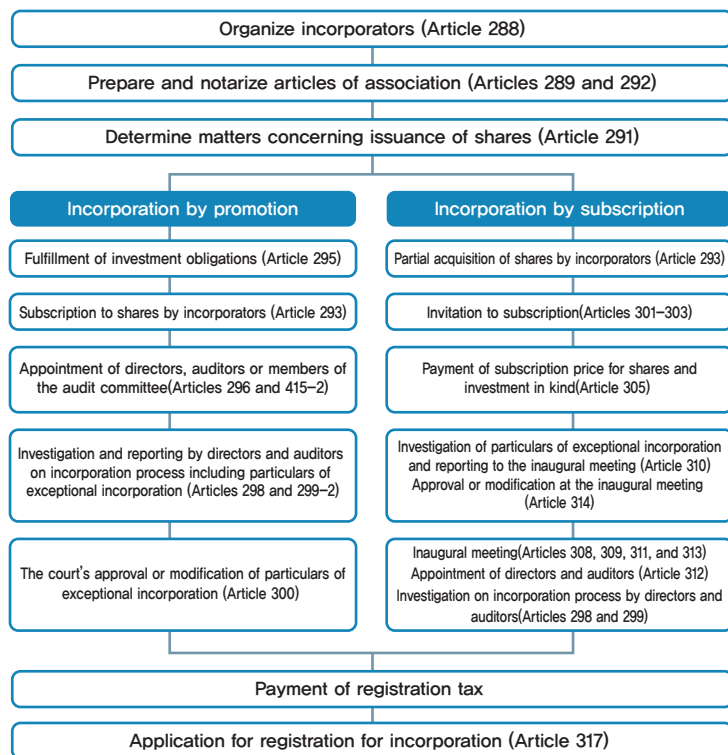 Organize incorporators (Article 288)
Prepare and notarize articles of association (Articles 289 and 292)
Determine matters concerning issuance of shares (Article 291)
Incorporation by promotion
Fulfillment of investment obligations (Article 295)
Subscription to shares by incorporators (Article 293)
Appointment of directors, auditors or members of
the audit committee(Articles 296 and 415-2)
Investigation and reporting by directors and auditors
on incorporation process including particulars of
exceptional incorporation (Articles 298 and 299-2)
The court's approval or modification of particulars of
exceptional incorporation (Article 300)
Incorporation by subscription
Partial acquisition of shares by incorporators (Article 293)
Invitation to subscription(Articles 301-303)
Payment of subscription price for shares and
investment in kind(Article 305)
Investigation of particulars of exceptional incorporation
and reporting to the inaugural meeting (Article 310)
Approval or modification at the inaugural meeting
(Article 314)
Inaugural meeting(Articles 308, 309, 311, and 313)
Appointment of directors and auditors (Article 312)
Investigation on incorporation process by directors and
auditors(Articles 298 and 299)
Payment of registration tax
Application for registration for incorporation (Article 317)